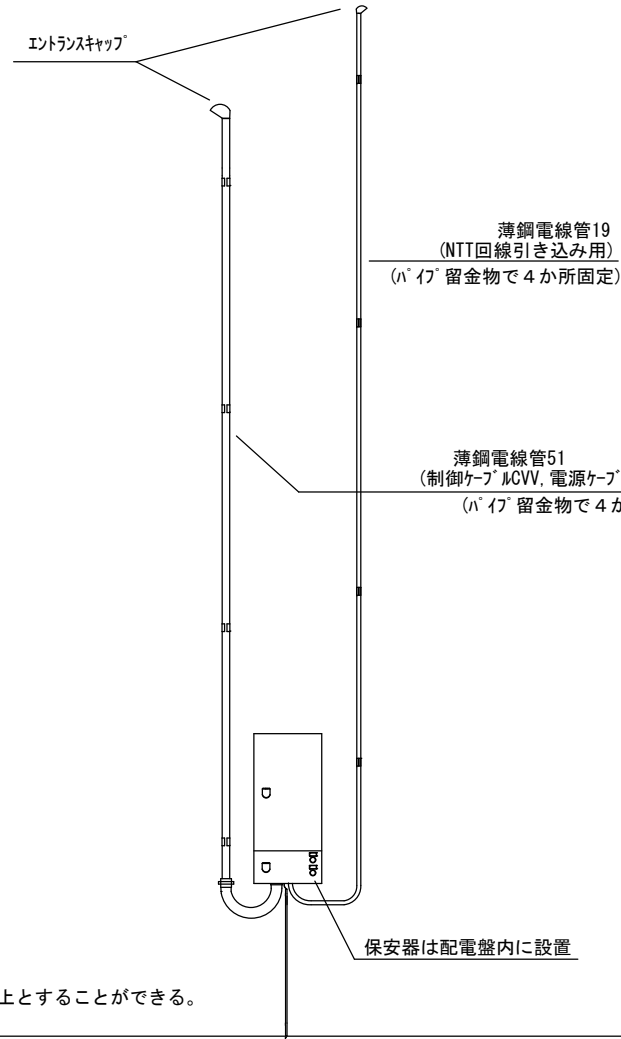 ｴﾝﾄﾗﾝｽｷｬｯﾌﾟ
薄鋼電線管19
(NTT回線引き込み用)
(ﾊﾟｲﾌﾟ留金物で４か所固定)
薄鋼電線管51
(制御ｹｰﾌﾞﾙCVV, 電源ｹｰﾌﾞ
(ﾊﾟｲﾌﾟ留金物で４か
保安器は配電盤内に設置
上とすることができる。